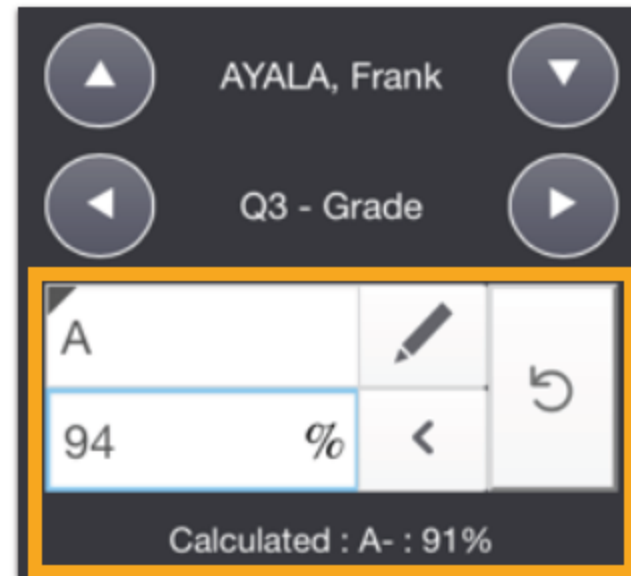 AYALA, Frank
Q3 - Grade
A
94 %
Calculated : A- : 91%